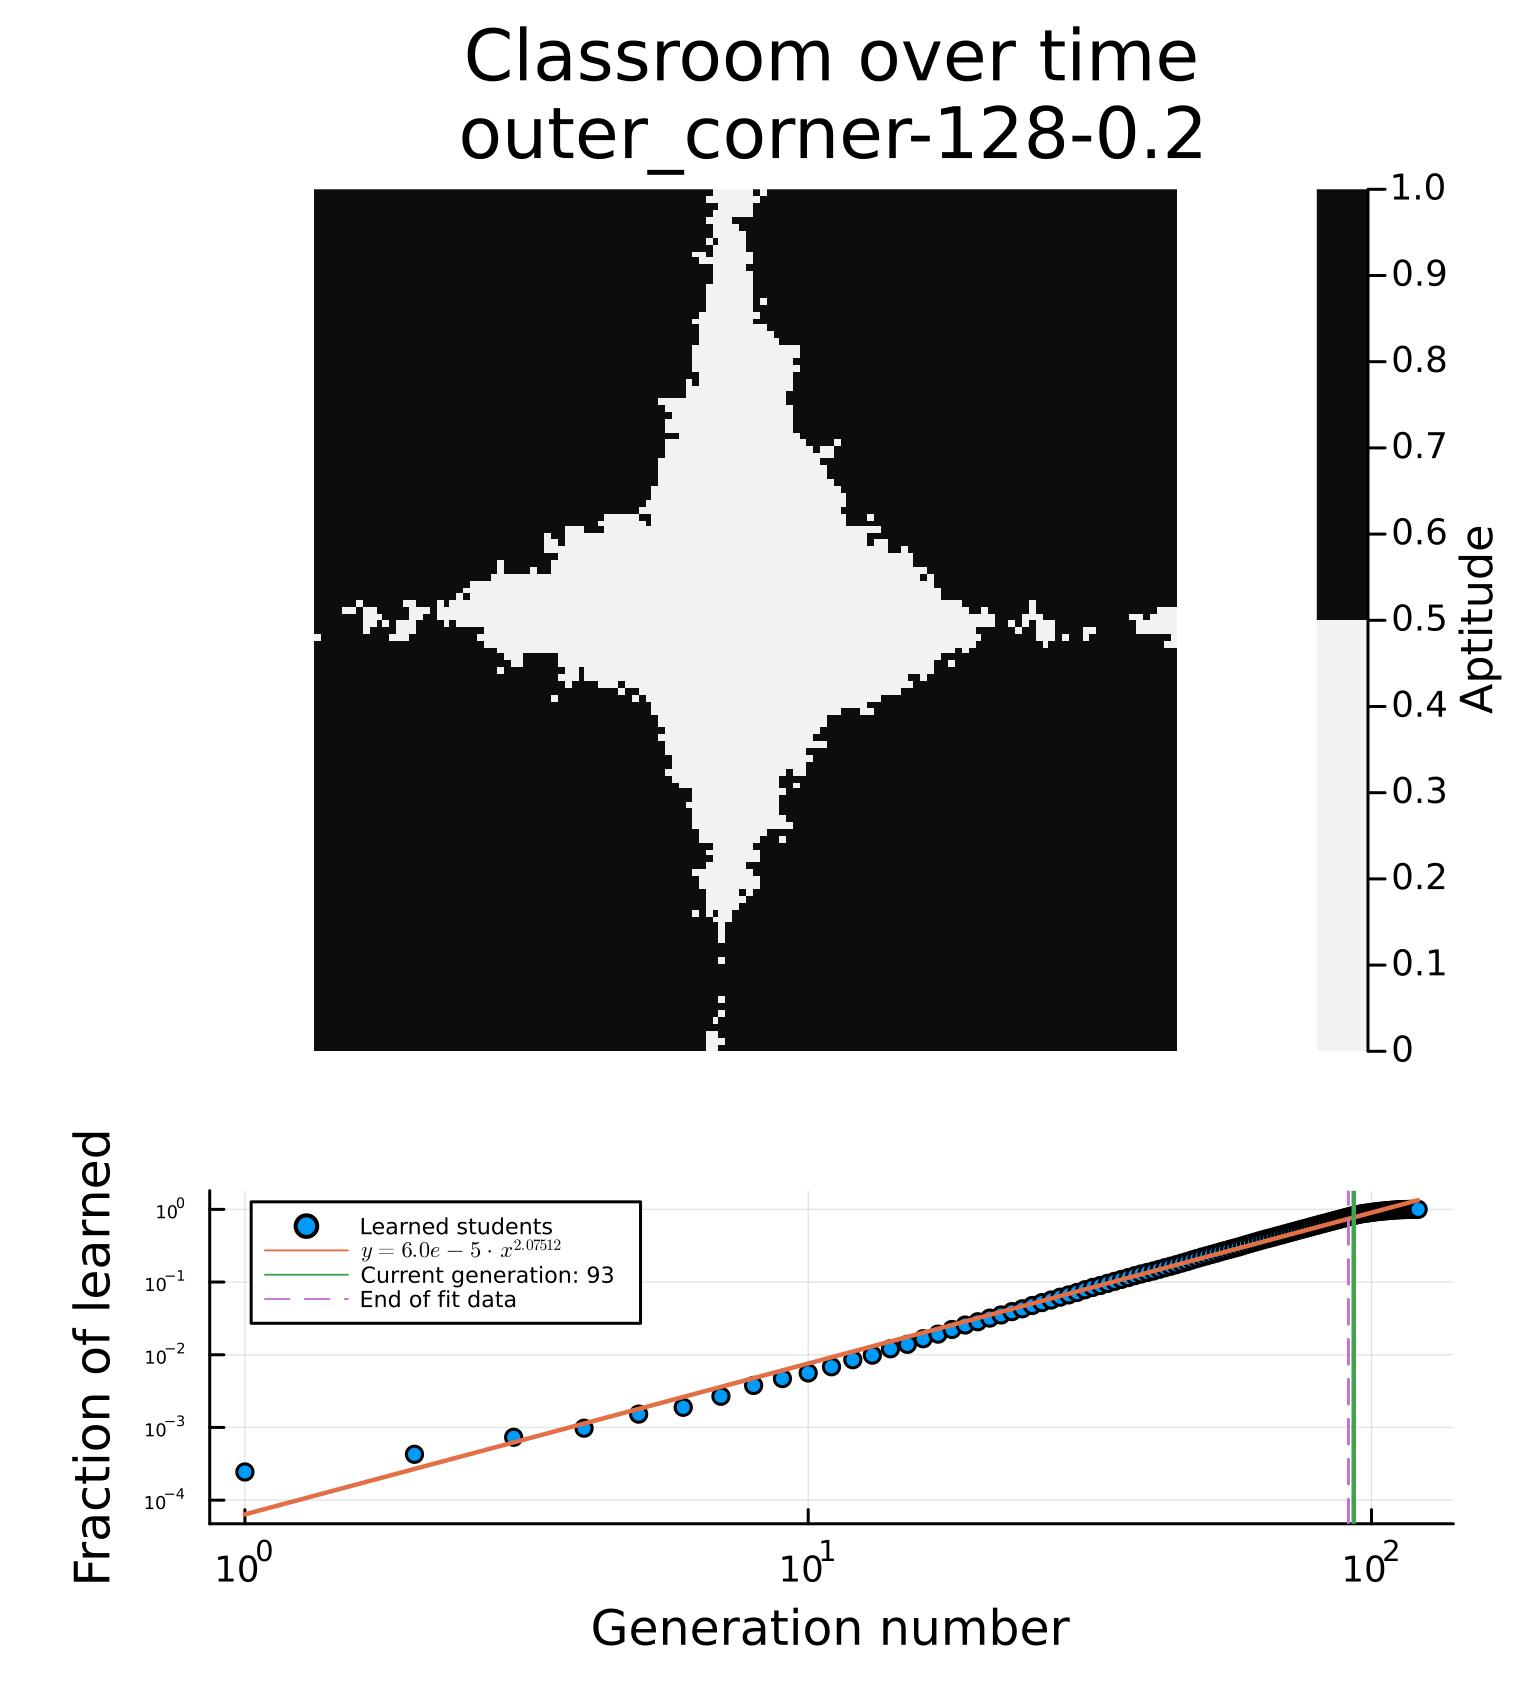 Classroom over time
outer_corner-128-0.2
1.0
0.9
0.8
0.7
0.6
0.5
0.4
0.3
0.2
0.1
0
Aptitude
Fraction of learned
10^0
10^-1
10^-2
10^-3
10^-4
Learned students
y = 6.0e − 5 · x^2.07512
Current generation: 93
End of fit data
10^0
10^1
10^2
Generation number